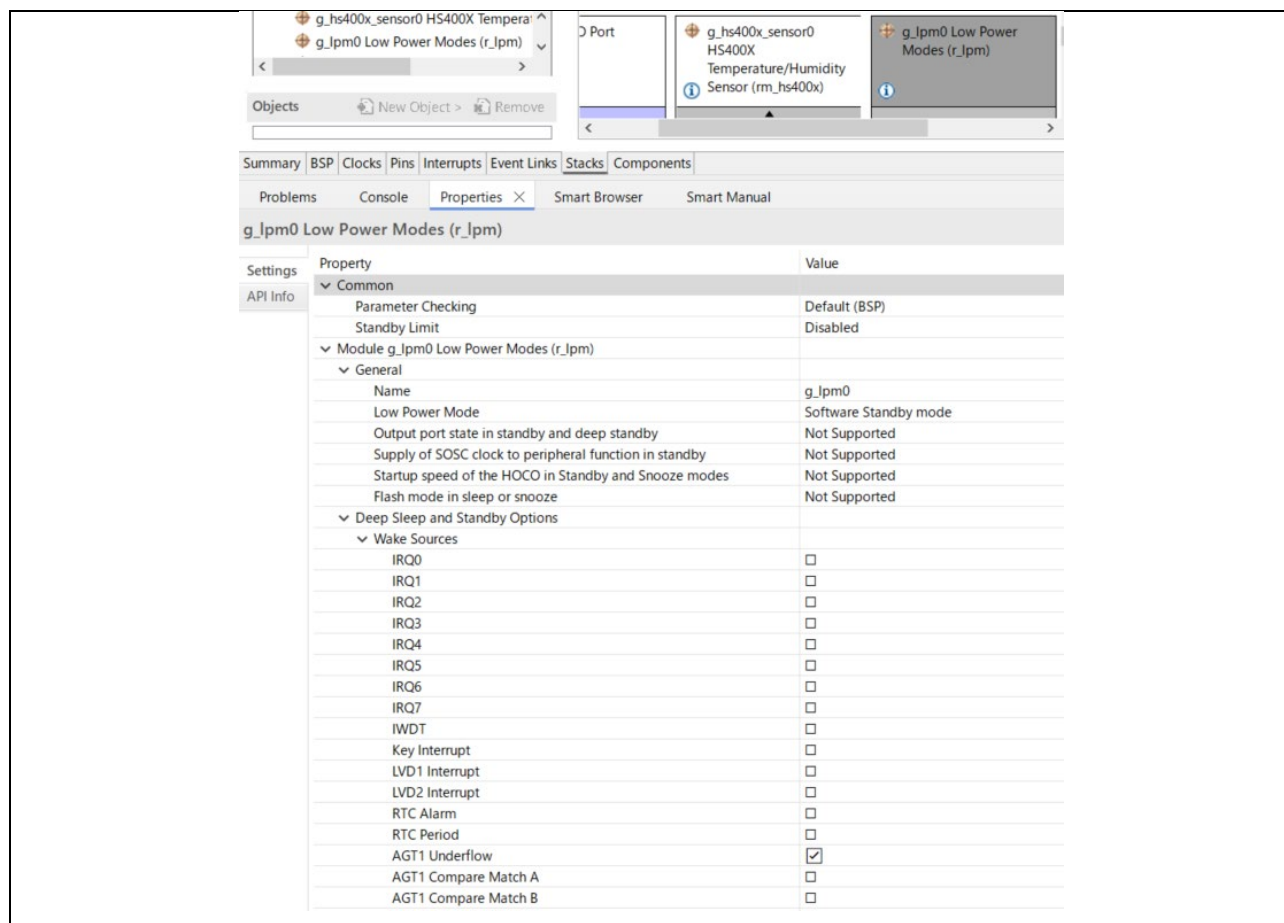 g_hs400x_sensor0 HS400X Tempera
g_lpm0 Low Power Modes (r_lpm)
Objects New Object > Remove
O Port
g_hs400x_sensor0
HS400X
Temperature/Humidity
Sensor (rm_hs400x)
g_lpm0 Low Power
Modes (r_lpm)
Summary BSP Clocks Pins Interrupts Event Links Stacks Components
Problems Console Properties Smart Browser Smart Manual
g_lpm0 Low Power Modes (r_lpm)
Settings
API Info
Property Value
Common
Parameter Checking Default (BSP)
Standby Limit Disabled
Module g_lpm0 Low Power Modes (r_lpm)
General
Name g_lpm0
Low Power Mode Software Standby mode
Output port state in standby and deep standby Not Supported
Supply of SOSC clock to peripheral function in standby Not Supported
Startup speed of the HOCO in Standby and Snooze modes Not Supported
Flash mode in sleep or snooze Not Supported
Deep Sleep and Standby Options
Wake Sources
IRQ0
IRQ1
IRQ2
IRQ3
IRQ4
IRQ5
IRQ6
IRQ7
IWDT
Key Interrupt
LVD1 Interrupt
LVD2 Interrupt
RTC Alarm
RTC Period
AGT1 Underflow
AGT1 Compare Match A
AGT1 Compare Match B